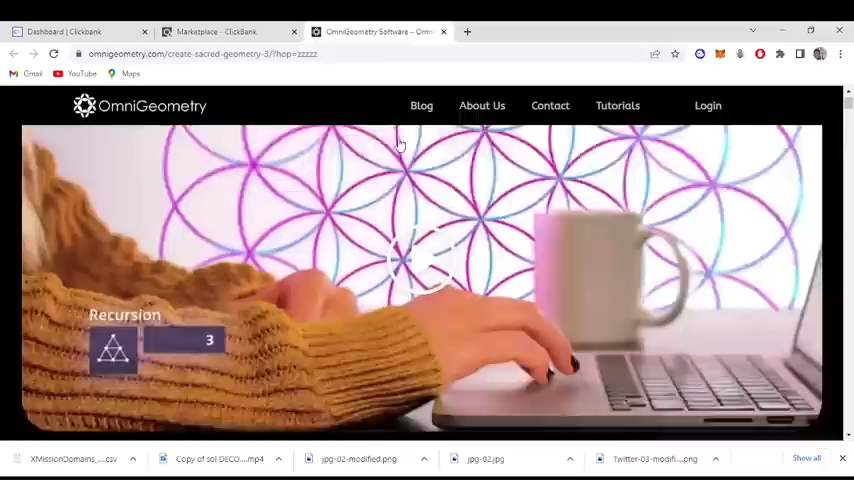 Dashboard | Clickbank
Marketplace - ClickBank
OmniGeometry Software – Omn
omnigeometry.com/create-sacred-geometry-3/?hop=zzzzz
Gmail YouTube Maps
OmniGeometry Blog About Us Contact Tutorials Login
Recursion
3
XMissionDomains_....csv Copy of sol DECO....mp4 jpg-02-modified.png jpg-02.jpg Twitter-03-modifi....png Show all